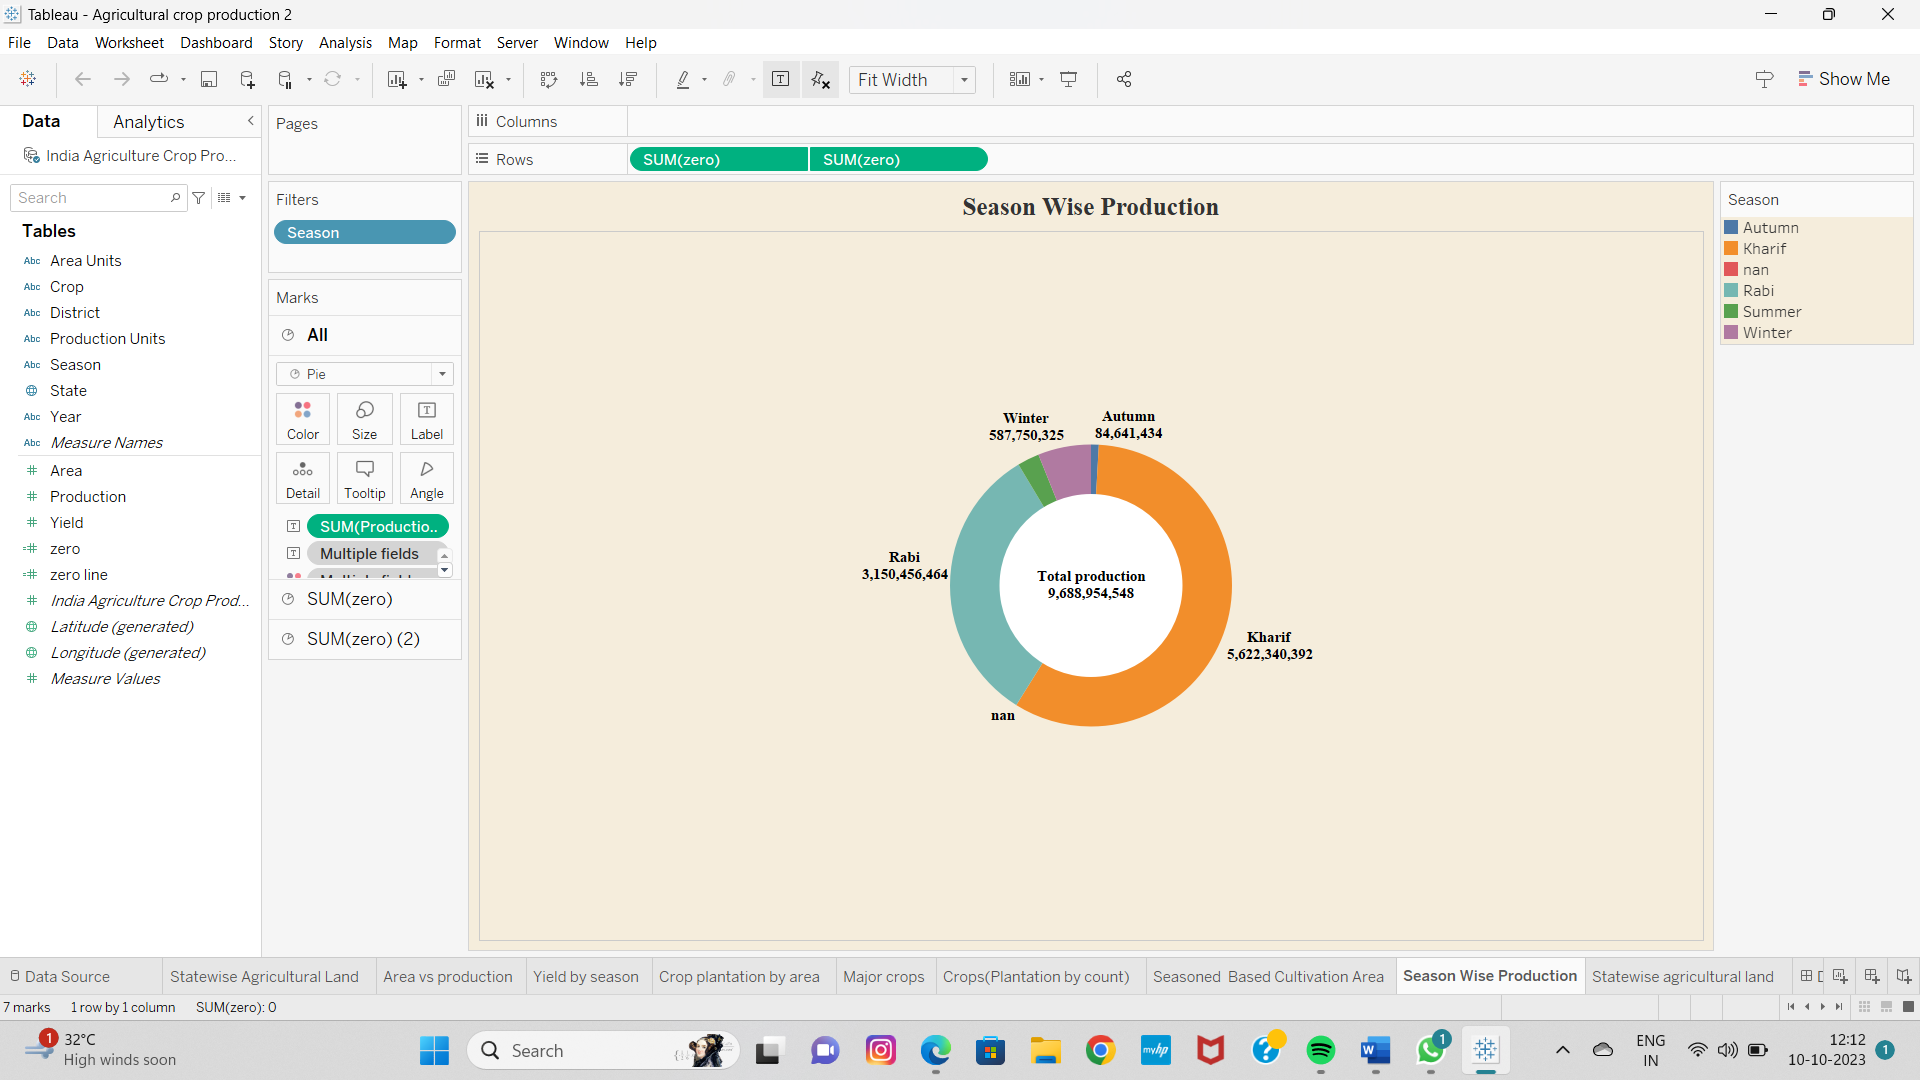 Tableau - Agricultural crop production 2
File Data Worksheet Dashboard Story Analysis Map Format Server Window Help
Fit Width
Show Me
Data Analytics
India Agriculture Crop Pro...
Search
Tables
Abc Area Units
Abc Crop
Abc District
Abc Production Units
Abc Season
State
Abc Year
Abc Measure Names
Area
Production
Yield
zero
zero line
India Agriculture Crop Prod...
Latitude (generated)
Longitude (generated)
Measure Values
Pages
Filters
Season
Marks
All
Pie
Color Size Label
Detail Tooltip Angle
SUM(Productio..
Multiple fields
SUM(zero)
SUM(zero) (2)
Columns
Rows SUM(zero) SUM(zero)
Season Wise Production
Winter
587,750,325
Autumn
84,641,434
Rabi
3,150,456,464
Total production
9,688,954,548
Kharif
5,622,340,392
nan
Season
Autumn
Kharif
nan
Rabi
Summer
Winter
Data Source Statewise Agricultural Land Area vs production Yield by season Crop plantation by area Major crops Crops(Plantation by count) Seasoned Based Cultivation Area Season Wise Production Statewise agricultural land
7 marks 1 row by 1 column SUM(zero): 0
1
32°C
High winds soon
Search
myhp
1
ENG
IN
12:12
10-10-2023
1